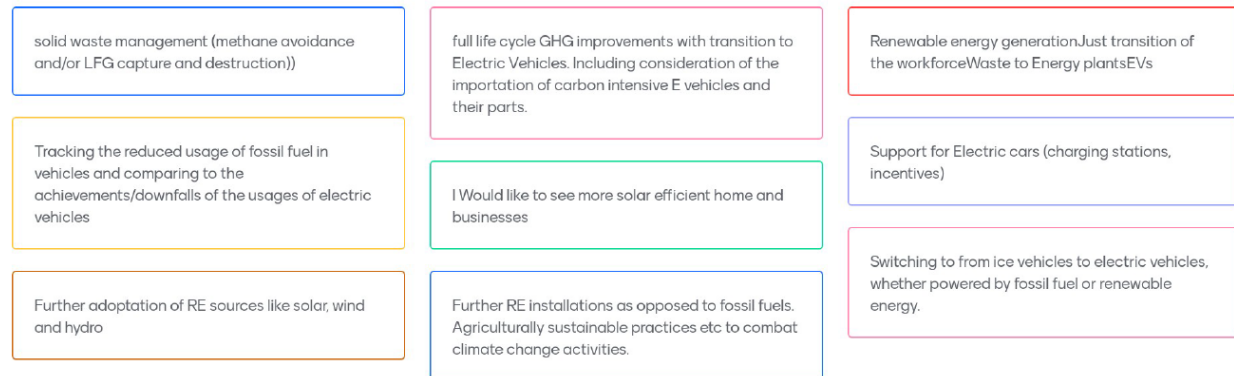 solid waste management (methane avoidance
and/or LFG capture and destruction))
Tracking the reduced usage of fossil fuel in
vehicles and comparing to the
achievements/downfalls of the usages of electric
vehicles
Further adoptation of RE sources like solar, wind
and hydro
full life cycle GHG improvements with transition to
Electric Vehicles. Including consideration of the
importation of carbon intensive E vehicles and
their parts.
I Would like to see more solar efficient home and
businesses
Further RE installations as opposed to fossil fuels.
Agriculturally sustainable practices etc to combat
climate change activities.
Renewable energy generationJust transition of
the workforceWaste to Energy plantsEVs
Support for Electric cars (charging stations,
incentives)
Switching to from ice vehicles to electric vehicles,
whether powered by fossil fuel or renewable
energy.